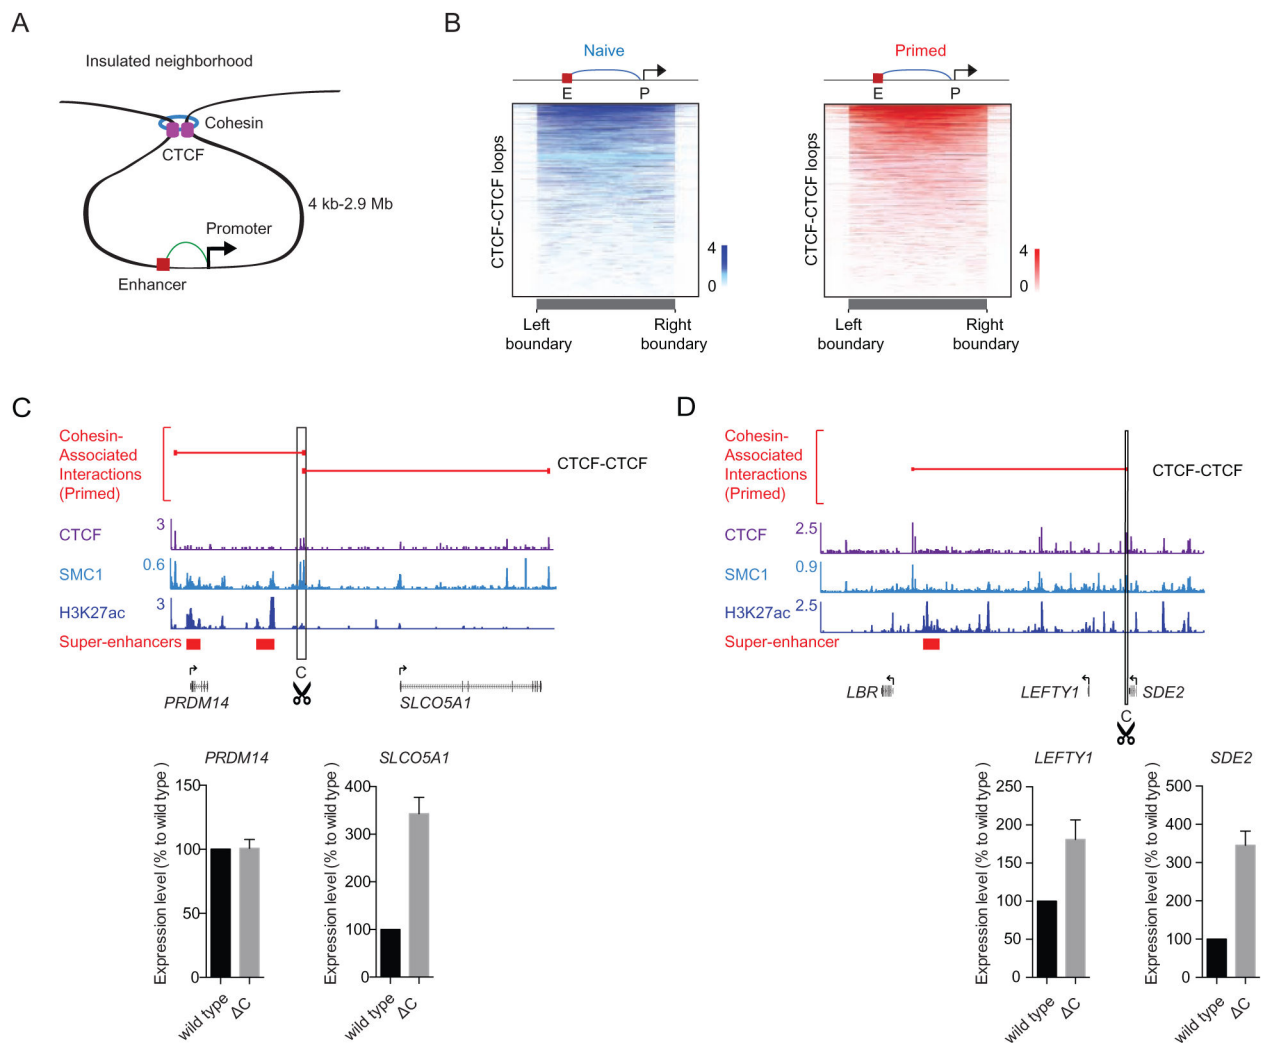 A
Insulated neighborhood
Cohesin
CTCF
4 kb-2.9 Mb
Promoter
Enhancer
B
Naive
E
P
CTCF-CTCF loops
4
0
Left boundary
Right boundary
Primed
E
P
CTCF-CTCF loops
4
0
Left boundary
Right boundary
C
Cohesin-
Associated
Interactions
(Primed)
CTCF-CTCF
CTCF
3
SMC1
0.6
H3K27ac
3
Super-enhancers
C
PRDM14
SLCO5A1
PRDM14
Expression level (% to wild type )
150
100
50
0
wild type
ΔC
SLCO5A1
Expression level (% to wild type )
400
300
200
100
0
wild type
ΔC
D
Cohesin-
Associated
Interactions
(Primed)
CTCF-CTCF
CTCF
2.5
SMC1
0.9
H3K27ac
2.5
Super-enhancer
LBR
LEFTY1
SDE2
C
LEFTY1
Expression level (% to wild type )
250
200
150
100
50
0
wild type
ΔC
SDE2
Expression level (% to wild type )
500
400
300
200
100
0
wild type
ΔC